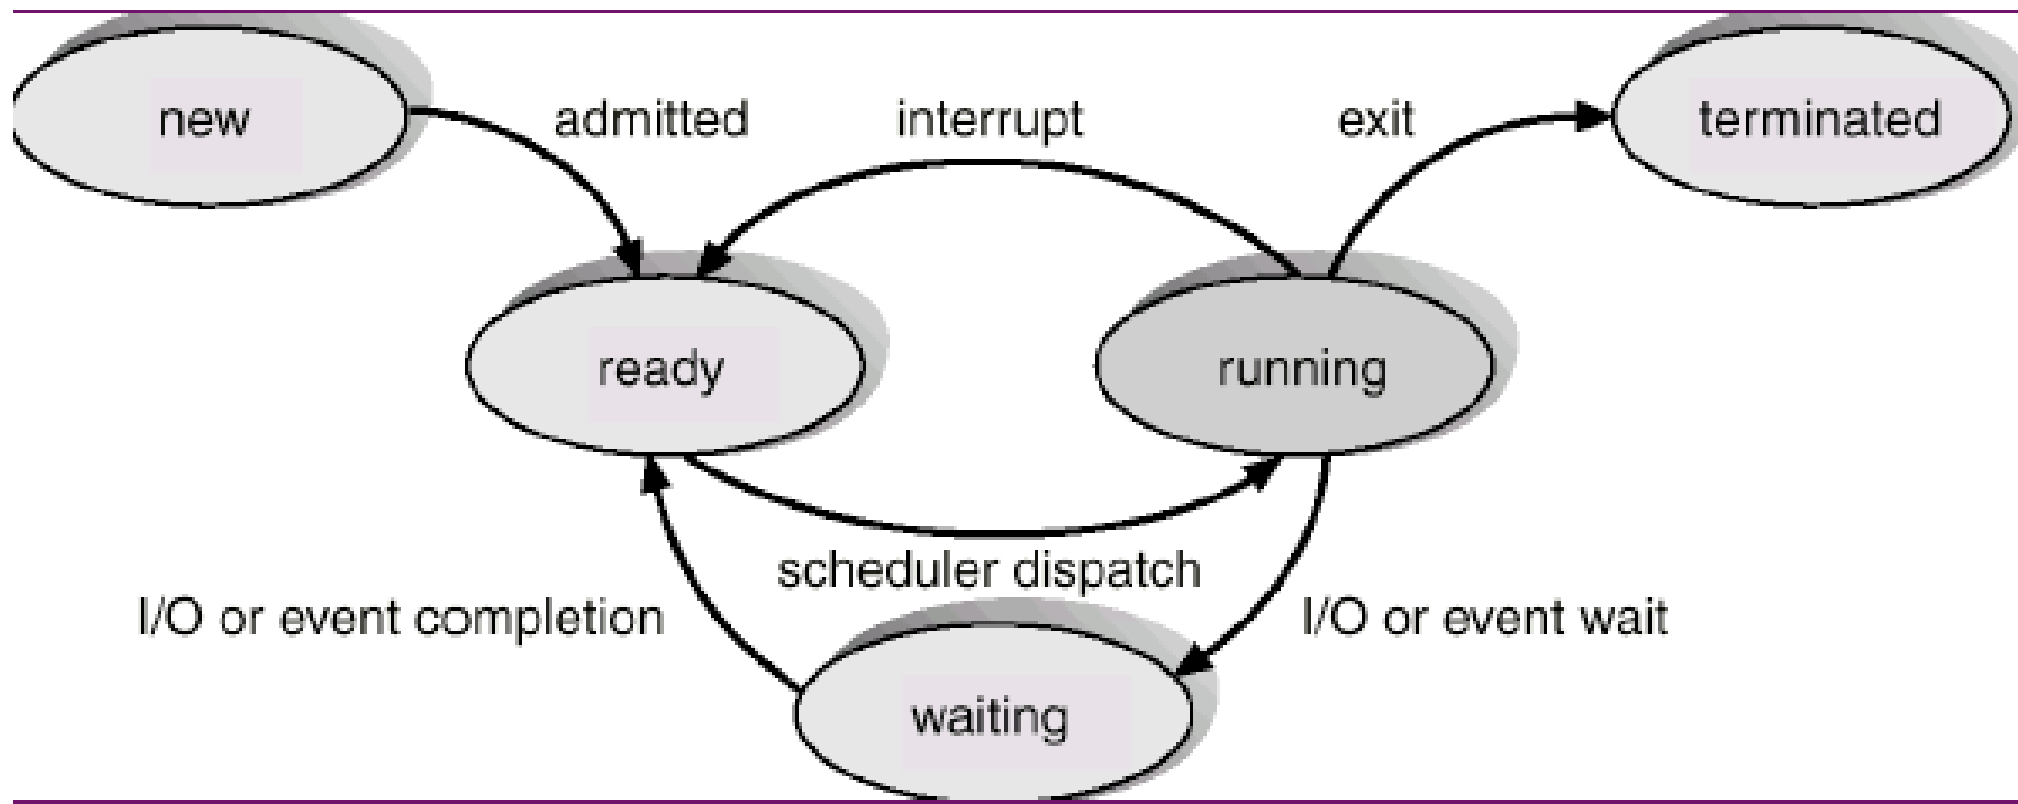 new
admitted
interrupt
exit
terminated
ready
running
scheduler dispatch
I/O or event completion
I/O or event wait
waiting